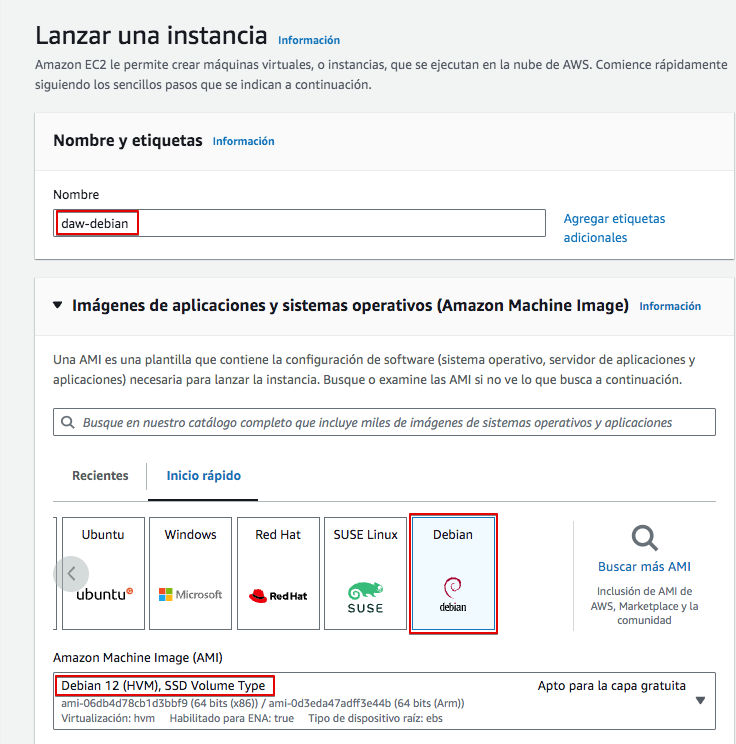 Lanzar una instancia Información
Amazon EC2 le permite crear máquinas virtuales, o instancias, que se ejecutan en la nube de AWS. Comience rápidamente
siguiendo los sencillos pasos que se indican a continuación.
Nombre y etiquetas Información
Nombre
daw-debian
Agregar etiquetas
adicionales
Imágenes de aplicaciones y sistemas operativos (Amazon Machine Image) Información
Una AMI es una plantilla que contiene la configuración de software (sistema operativo, servidor de aplicaciones y
aplicaciones) necesaria para lanzar la instancia. Busque o examine las AMI si no ve lo que busca a continuación.
Busque en nuestro catálogo completo que incluye miles de imágenes de sistemas operativos y aplicaciones
Recientes Inicio rápido
Ubuntu
ubuntu
Windows
Microsoft
Red Hat
Red Hat
SUSE Linux
SUSE
Debian
debian
Buscar más AMI
Inclusión de AMI de
AWS, Marketplace y la
comunidad
Amazon Machine Image (AMI)
Debian 12 (HVM), SSD Volume Type Apto para la capa gratuita
ami-06db4d78cb1d3bbf9 (64 bits (x86)) / ami-0d3eda47adff3e44b (64 bits (Arm))
Virtualización: hvm Habilitado para ENA: true Tipo de dispositivo raíz: ebs